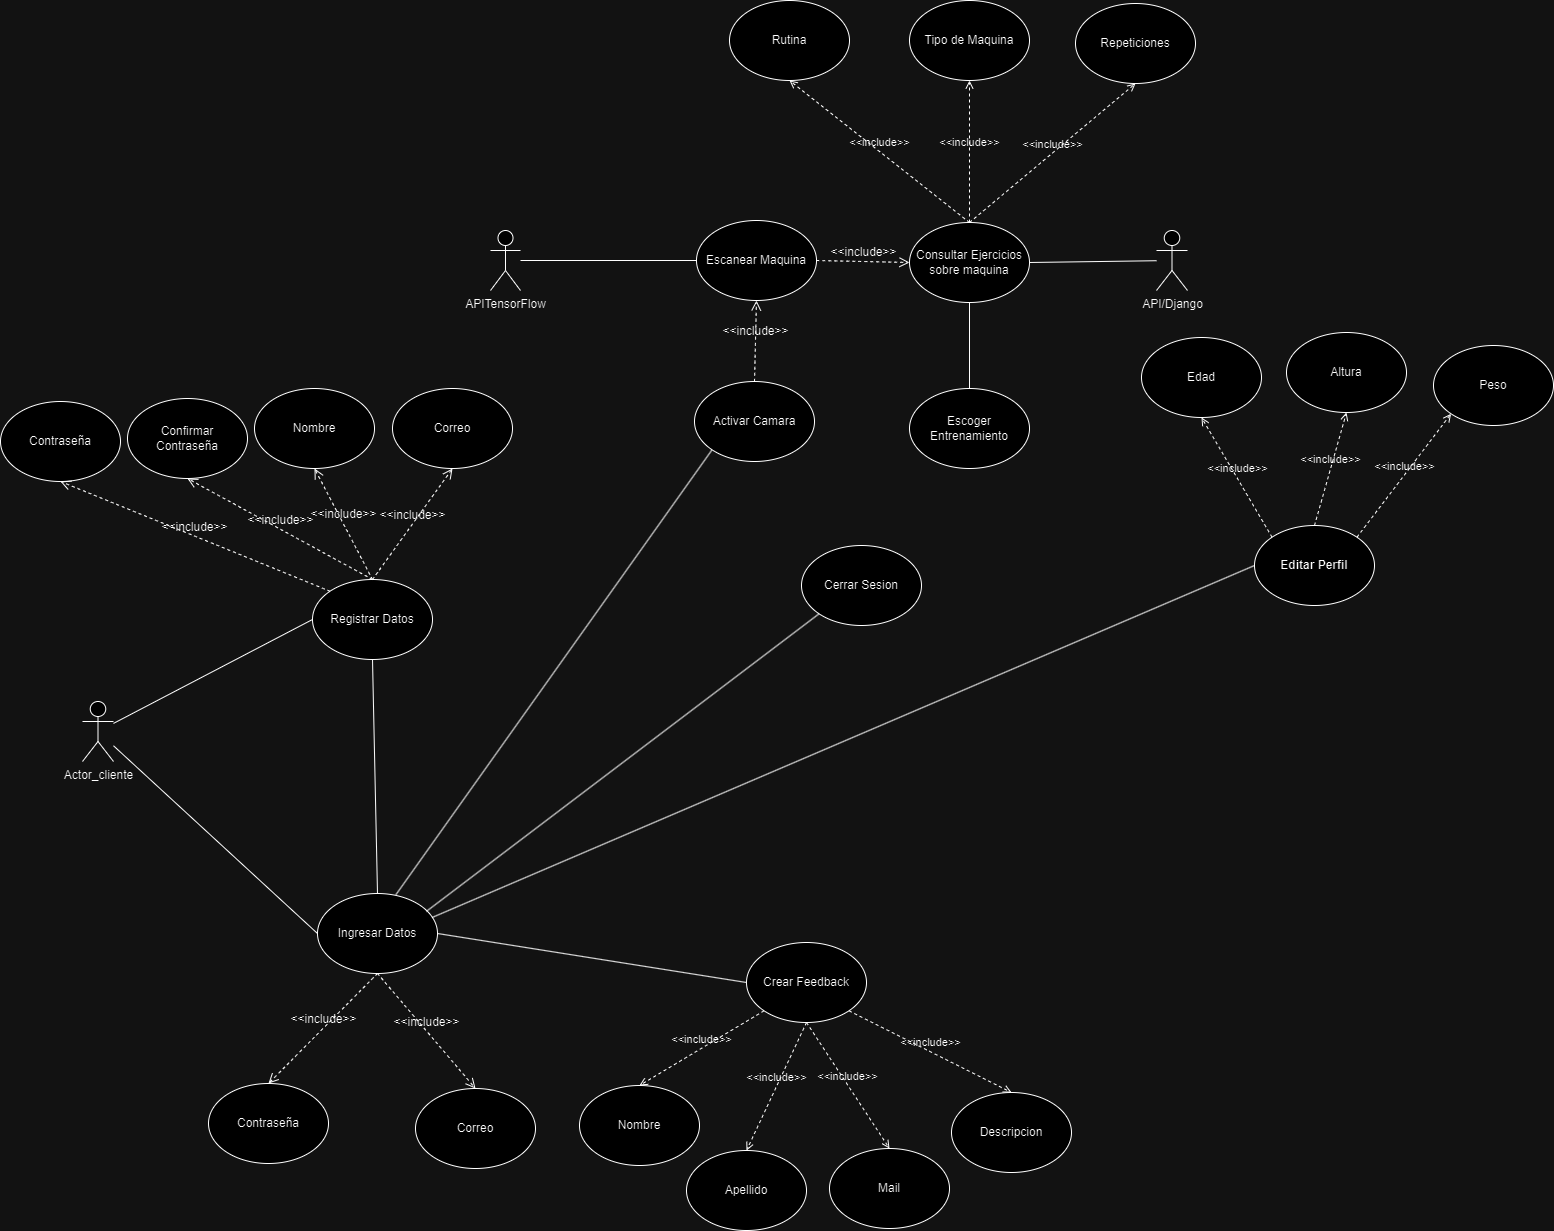 Rutina
Tipo de Maquina
Repeticiones
<<include>>
<<include>>
<<include>>
APITensorFlow
Escanear Maquina
<<include>>
Consultar Ejercicios
sobre maquina
API/Django
<<include>>
Activar Camara
Escoger
Entrenamiento
Edad
Altura
Peso
<<include>>
<<include>>
<<include>>
Editar Perfil
Contraseña
Confirmar
Contraseña
Nombre
Correo
<<include>>
<<include>>
<<include>>
<<include>>
Registrar Datos
Cerrar Sesion
Actor_cliente
Ingresar Datos
<<include>>
<<include>>
Contraseña
Correo
Crear Feedback
<<include>>
<<include>>
<<include>>
<<include>>
Nombre
Apellido
Mail
Descripcion